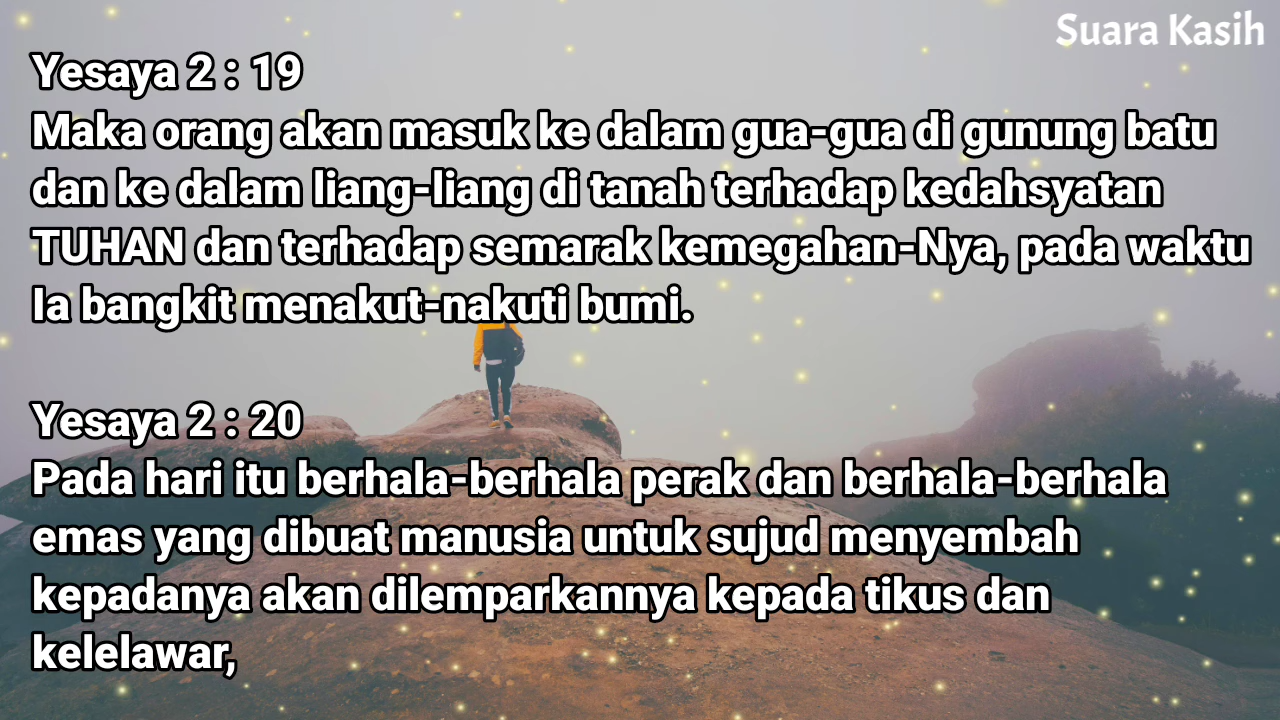 Suara Kasih
Yesaya 2 : 19
Maka orang akan masuk ke dalam gua-gua di gunung batu
dan ke dalam liang-liang di tanah terhadap kedahsyatan
TUHAN dan terhadap semarak kemegahan-Nya, pada waktu
Ia bangkit menakut-nakuti bumi.
Yesaya 2 : 20
Pada hari itu berhala-berhala perak dan berhala-berhala
emas yang dibuat manusia untuk sujud menyembah
kepadanya akan dilemparkannya kepada tikus dan
kelelawar,